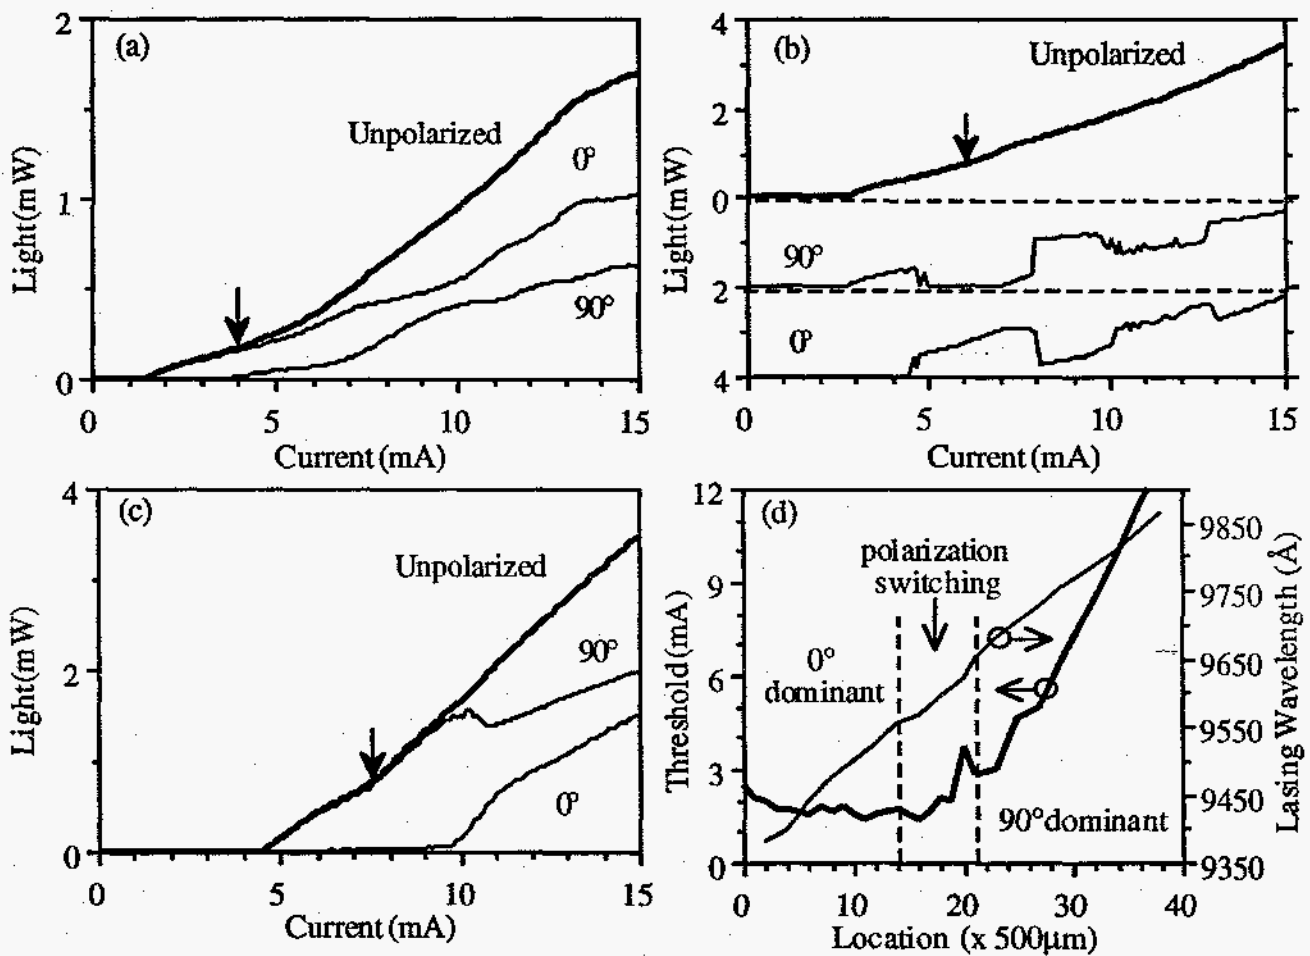 (a)
2
1
0
Light (mW)
Unpolarized
0°
90°
0
5
10
15
Current (mA)
(b)
4
2
0
2
4
Light (mW)
Unpolarized
90°
0°
0
5
10
15
Current (mA)
(c)
4
2
0
Light (mW)
Unpolarized
90°
0°
0
5
10
15
Current (mA)
(d)
12
9
6
3
0
Threshold (mA)
polarization
switching
0°
dominant
90° dominant
9850
9750
9650
9550
9450
9350
Lasing Wavelength (Å)
0
10
20
30
40
Location (x 500μm)